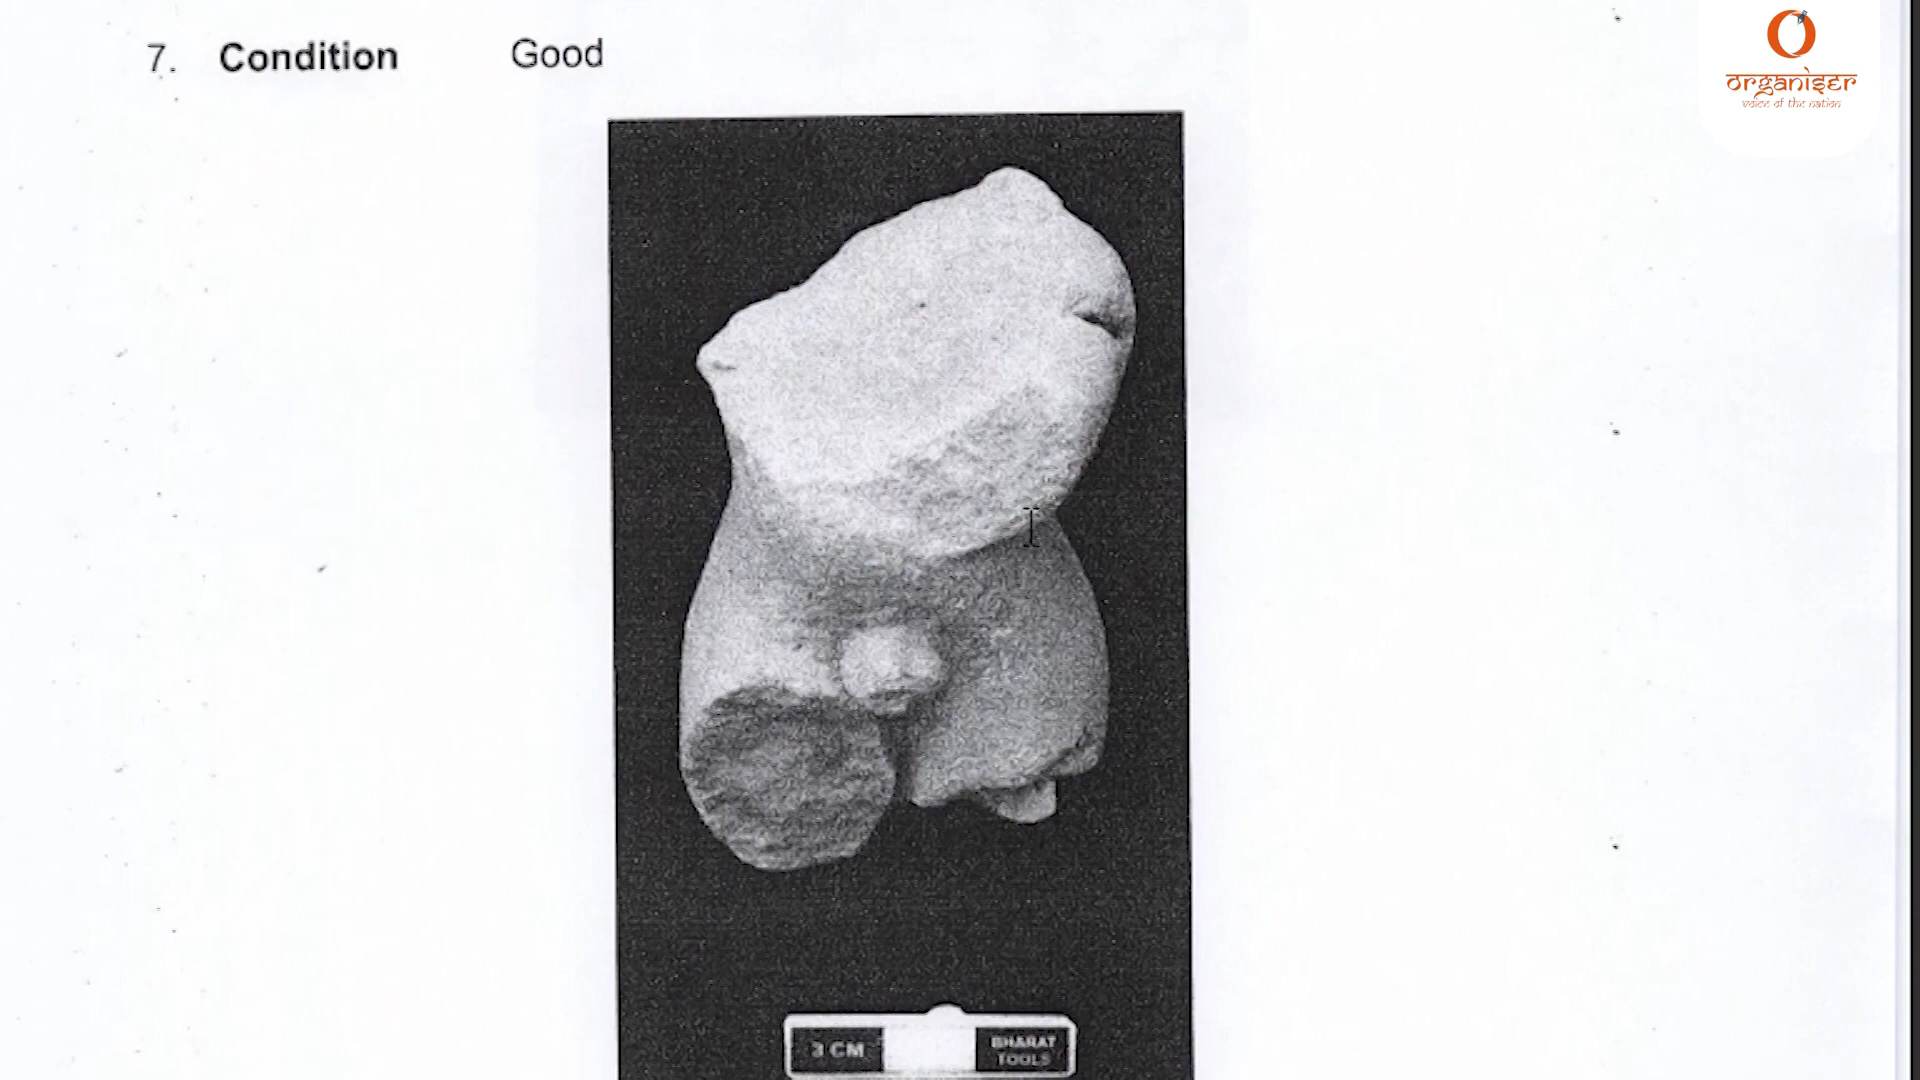 7. Condition Good
organiser
voice of the nation
3 CM
BHARAT
TOOLS